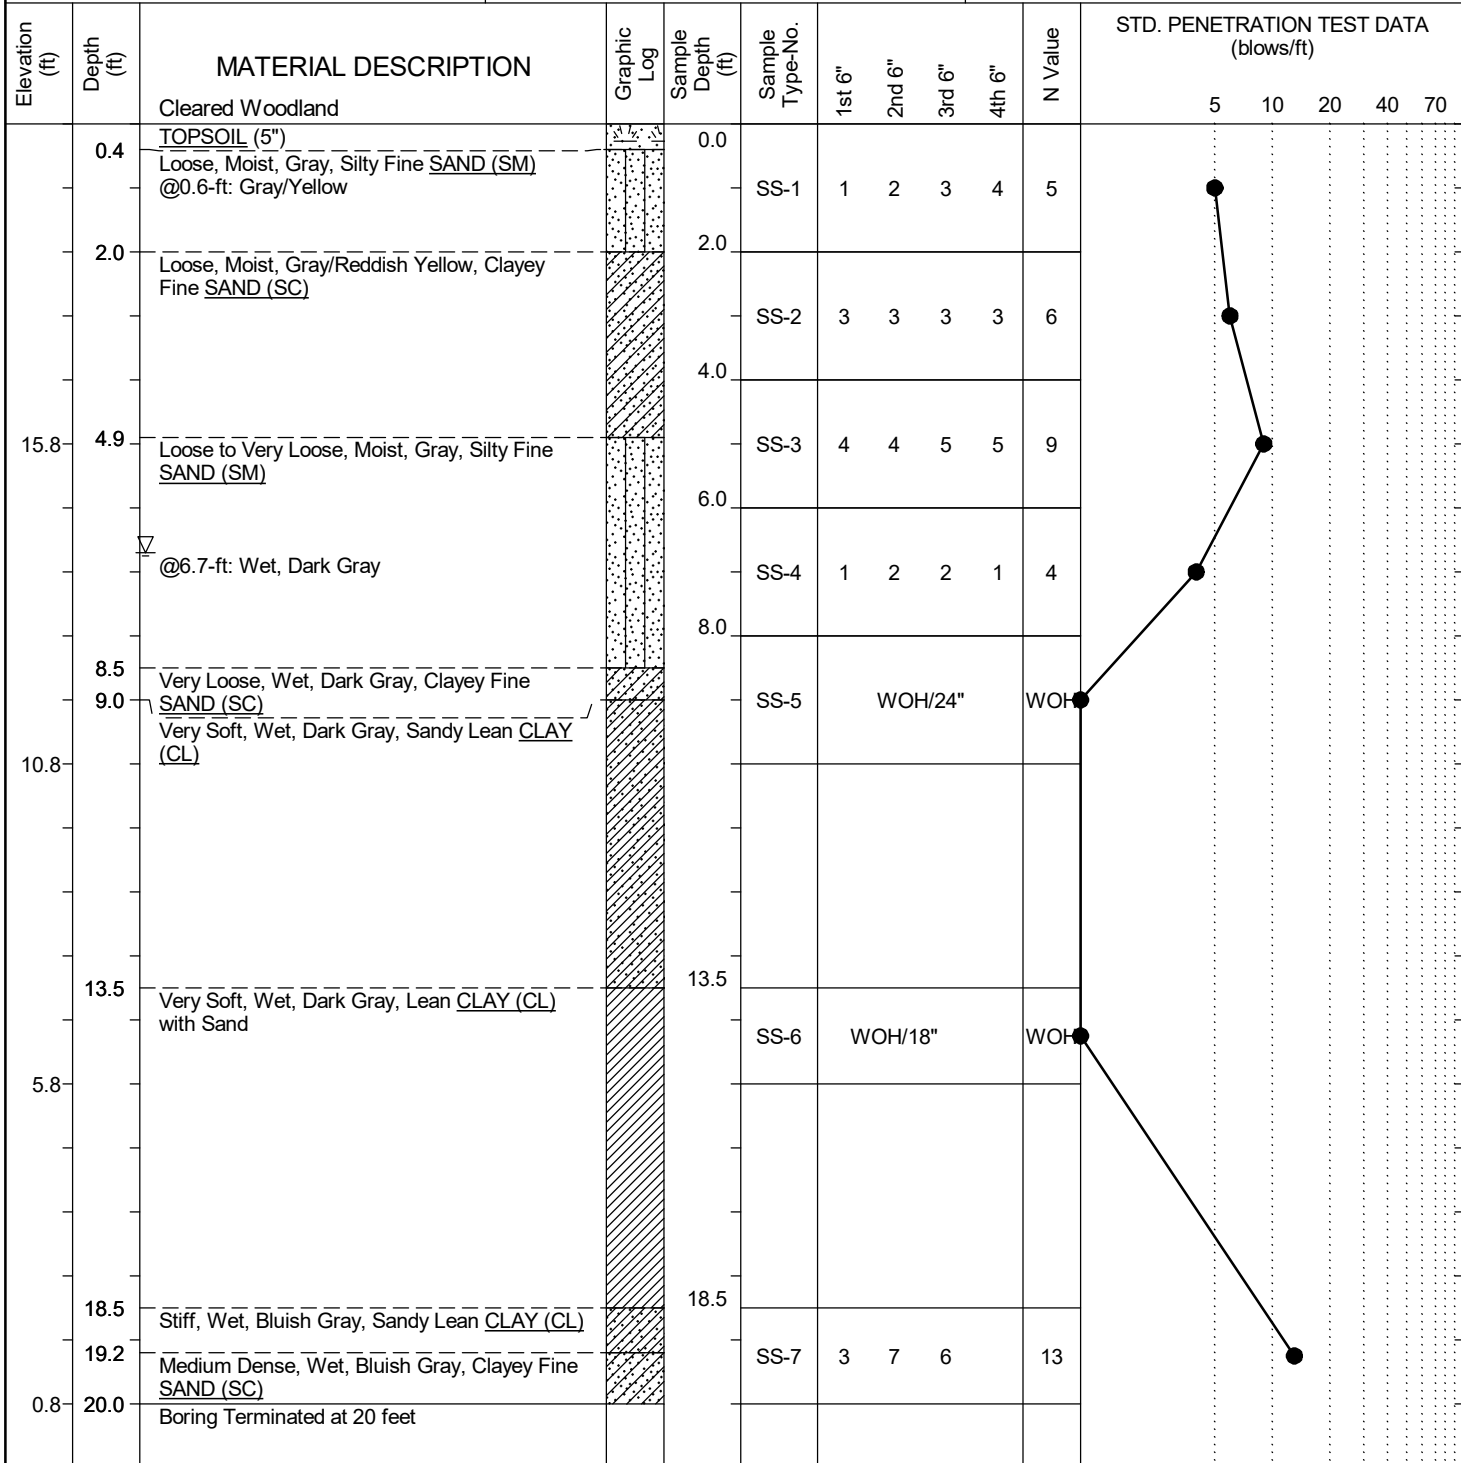 Elevation
(ft)
Depth
(ft)
MATERIAL DESCRIPTION
Cleared Woodland
Graphic
Log
Sample
Depth
(ft)
Sample
Type-No.
1st 6"
2nd 6"
3rd 6"
4th 6"
N Value
STD. PENETRATION TEST DATA
(blows/ft)
5 10 20 40 70
TOPSOIL (5")
0.0
0.4
Loose, Moist, Gray, Silty Fine SAND (SM)
@0.6-ft: Gray/Yellow
SS-1 1 2 3 4 5
2.0
2.0
Loose, Moist, Gray/Reddish Yellow, Clayey
Fine SAND (SC)
SS-2 3 3 3 3 6
4.0
15.8
4.9
Loose to Very Loose, Moist, Gray, Silty Fine
SAND (SM)
SS-3 4 4 5 5 9
6.0
@6.7-ft: Wet, Dark Gray
SS-4 1 2 2 1 4
8.0
8.5
Very Loose, Wet, Dark Gray, Clayey Fine
SAND (SC)
9.0
SS-5 WOH/24" WOH
Very Soft, Wet, Dark Gray, Sandy Lean CLAY
(CL)
10.8
13.5
13.5
Very Soft, Wet, Dark Gray, Lean CLAY (CL)
with Sand
SS-6 WOH/18" WOH
5.8
18.5
18.5
Stiff, Wet, Bluish Gray, Sandy Lean CLAY (CL)
19.2
Medium Dense, Wet, Bluish Gray, Clayey Fine
SAND (SC)
SS-7 3 7 6 13
0.8
20.0
Boring Terminated at 20 feet